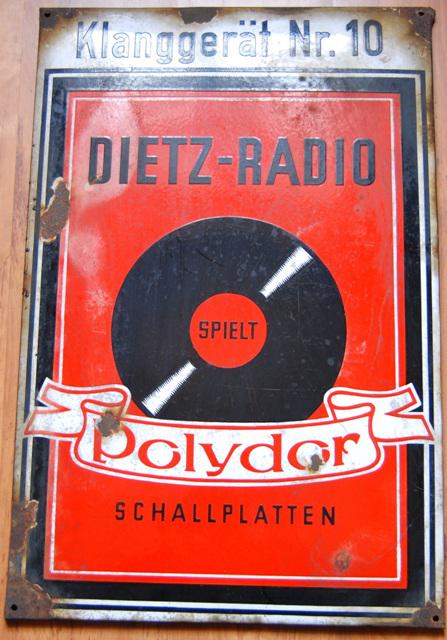 Klanggerät Nr. 10
DIETZ-RADIO
SPIELT
Polydor
SCHALLPLATTEN